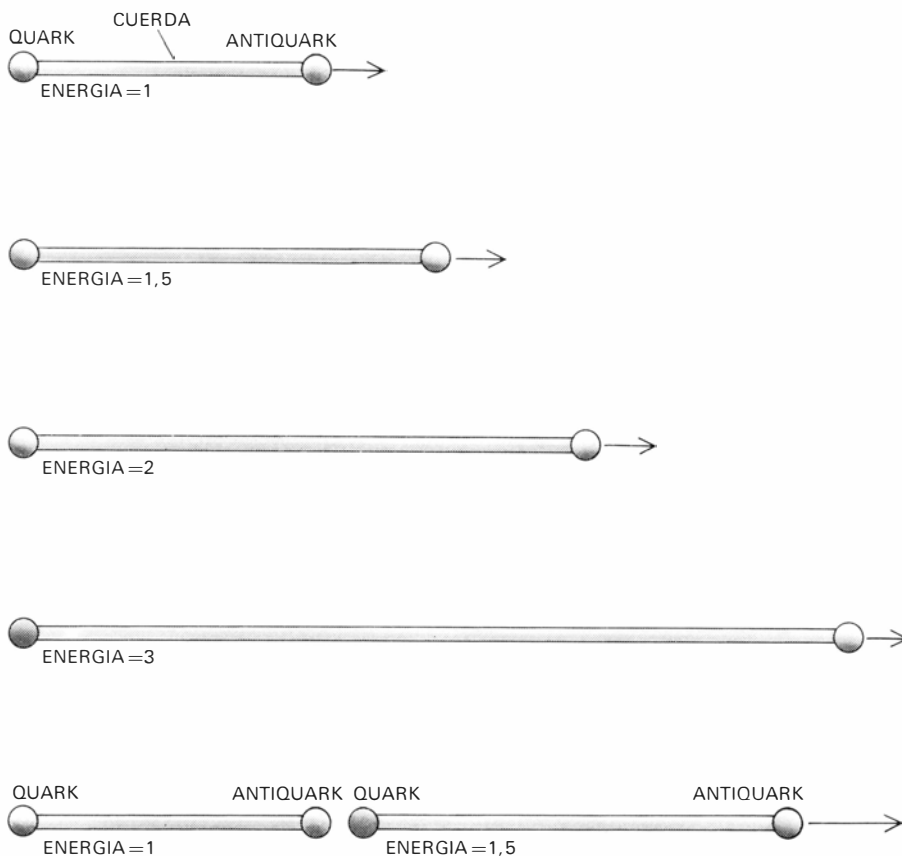 CUERDA
QUARK ANTIQUARK
ENERGIA=1
ENERGIA=1,5
ENERGIA=2
ENERGIA=3
QUARK ANTIQUARK QUARK ANTIQUARK
ENERGIA=1 ENERGIA=1,5